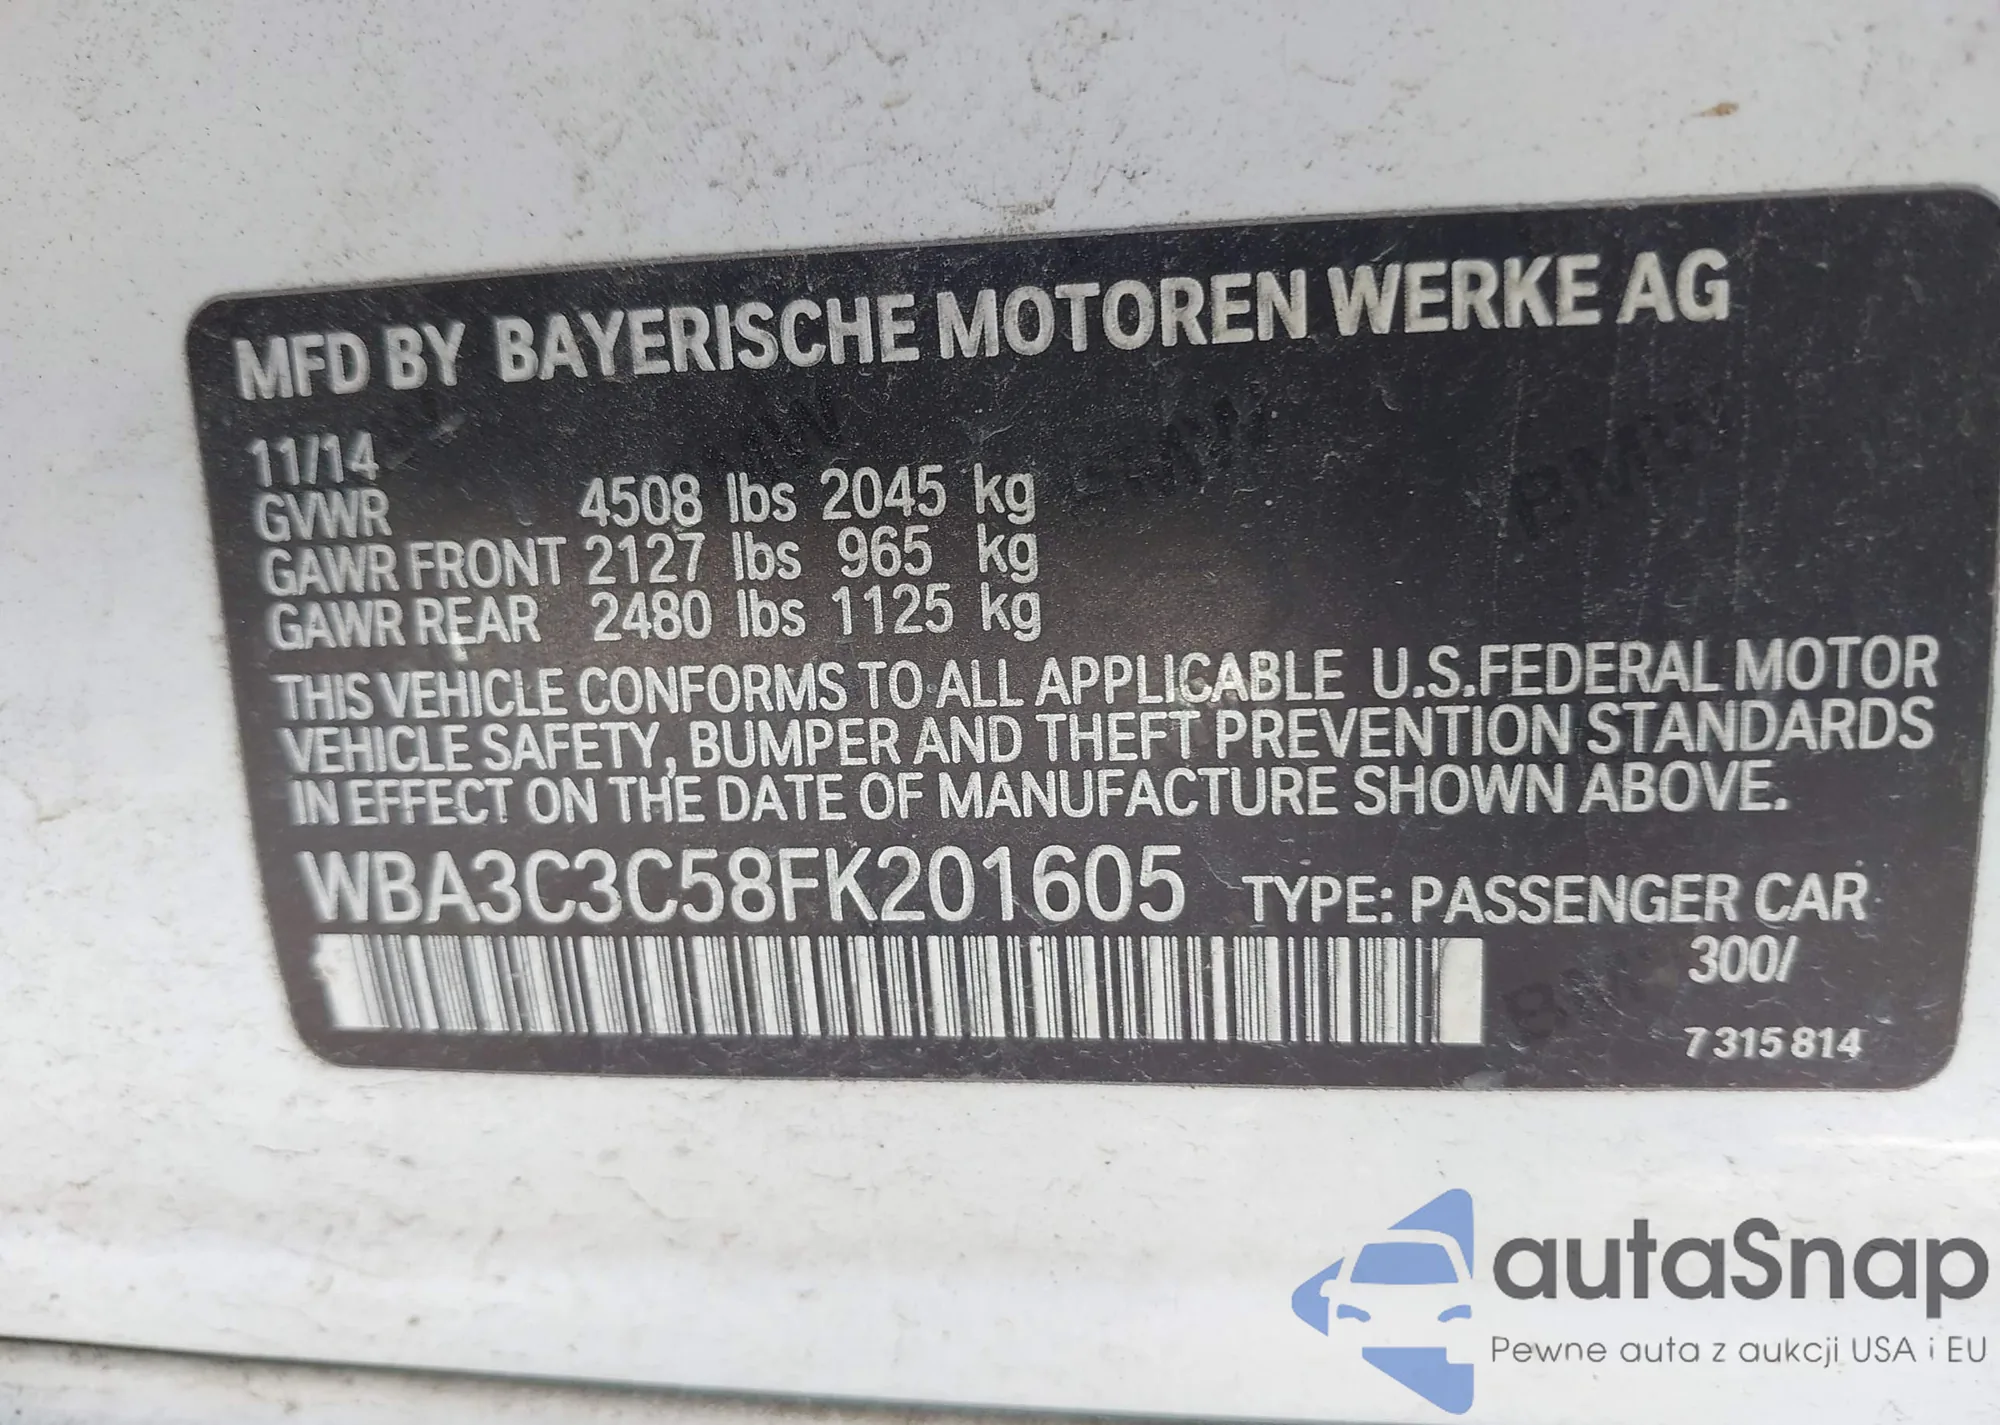 MFD BY BAYERISCHE MOTOREN WERKE AG
11/14
GVWR 4508 lbs 2045 kg
GAWR FRONT 2127 lbs 965 kg
GAWR REAR 2480 lbs 1125 kg
THIS VEHICLE CONFORMS TO ALL APPLICABLE U.S.FEDERAL MOTOR
VEHICLE SAFETY, BUMPER AND THEFT PREVENTION STANDARDS
IN EFFECT ON THE DATE OF MANUFACTURE SHOWN ABOVE.
WBA3C3C58FK201605 TYPE: PASSENGER CAR
300/
7 315 814
autaSnap
Pewne auta z aukcji USA i EU